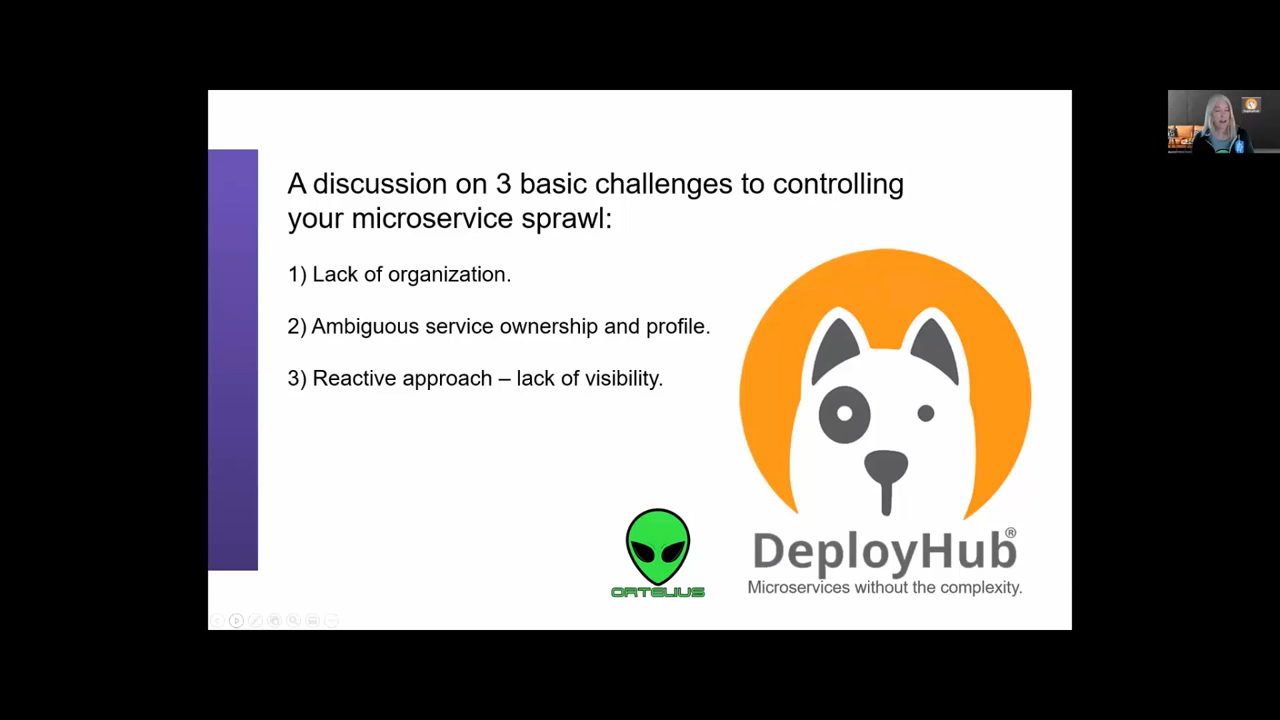 A discussion on 3 basic challenges to controlling
your microservice sprawl:
1) Lack of organization.
2) Ambiguous service ownership and profile.
3) Reactive approach – lack of visibility.
ORTELIUS
DeployHub®
Microservices without the complexity.